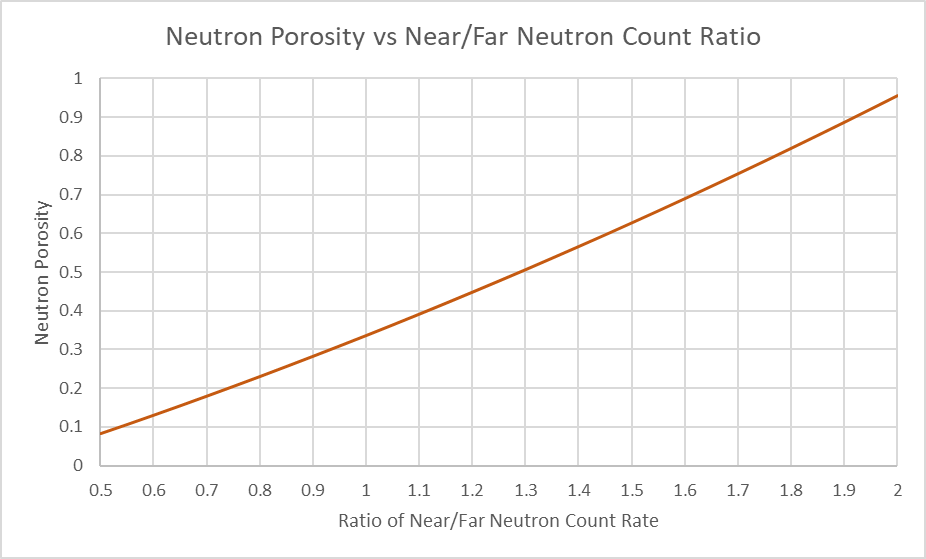 Neutron Porosity vs Near/Far Neutron Count Ratio
1
0.9
0.8
0.7
0.6
0.5
0.4
0.3
0.2
0.1
0
Neutron Porosity
0.5 0.6 0.7 0.8 0.9 1 1.1 1.2 1.3 1.4 1.5 1.6 1.7 1.8 1.9 2
Ratio of Near/Far Neutron Count Rate